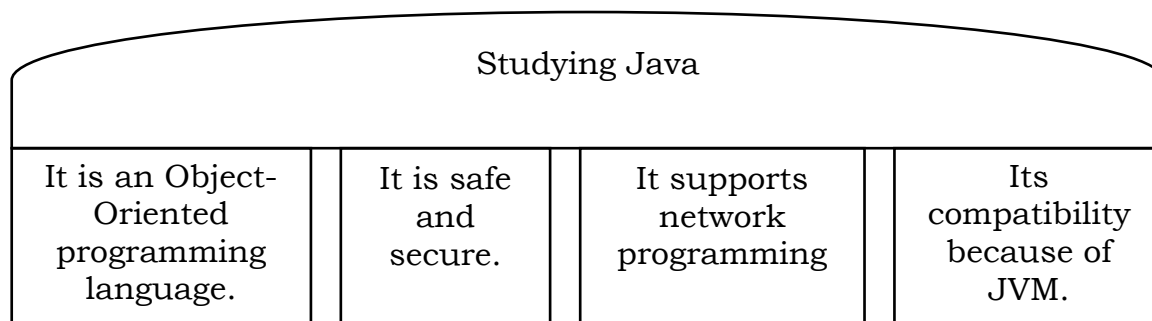 Studying Java
It is an Object-
Oriented
programming
language.
It is safe
and
secure.
It supports
network
programming
Its
compatibility
because of
JVM.